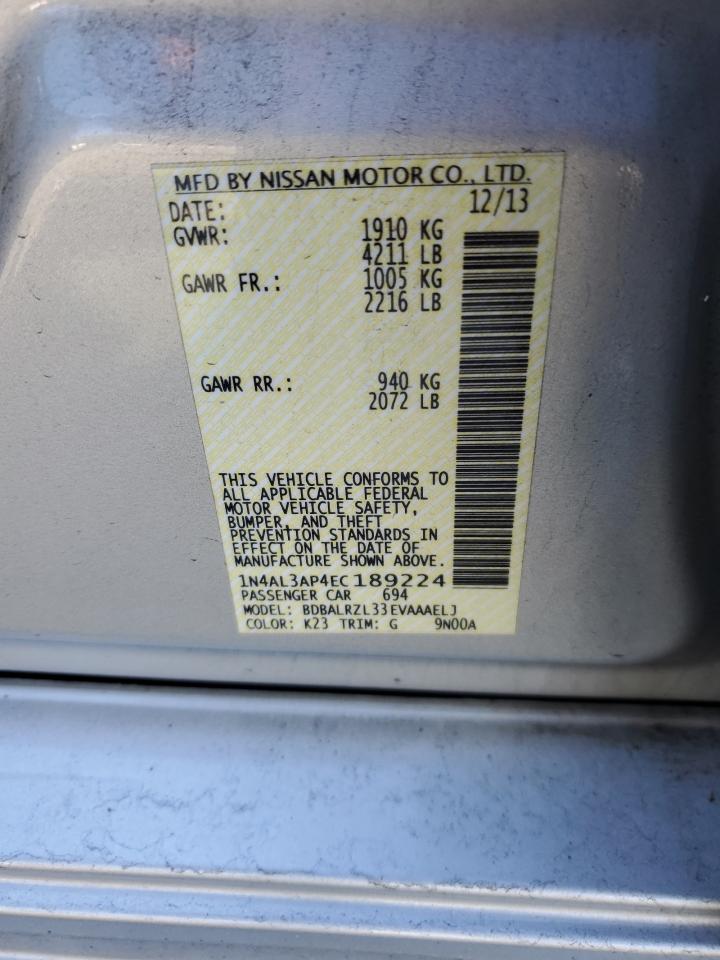 MFD BY NISSAN MOTOR CO., LTD.
DATE: 12/13
GVWR: 1910 KG
4211 LB
GAWR FR.: 1005 KG
2216 LB
GAWR RR.: 940 KG
2072 LB
THIS VEHICLE CONFORMS TO
ALL APPLICABLE FEDERAL
MOTOR VEHICLE SAFETY,
BUMPER, AND THEFT
PREVENTION STANDARDS IN
EFFECT ON THE DATE OF
MANUFACTURE SHOWN ABOVE.
1N4AL3AP4EC189224
PASSENGER CAR 694
MODEL: BDBALRZL33EVAAAELJ
COLOR: K23 TRIM: G 9N00A